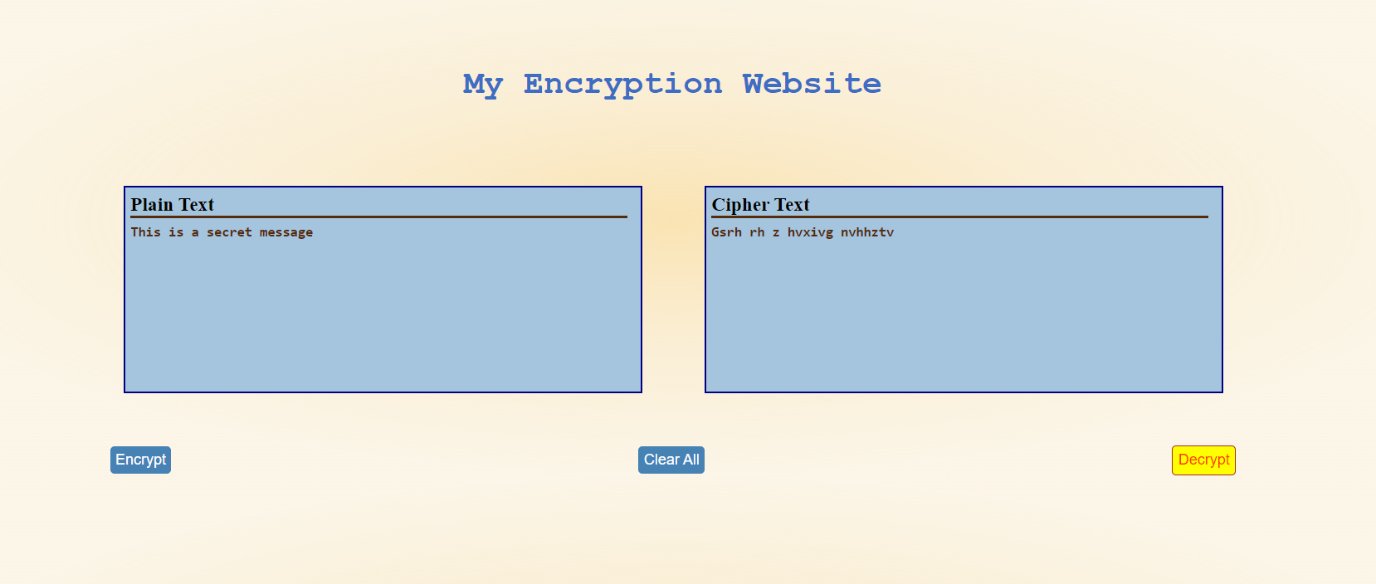 My Encryption Website
Plain Text
This is a secret message
Cipher Text
Gsrh rh z hvxivg nvhhztv
Encrypt
Clear All
Decrypt